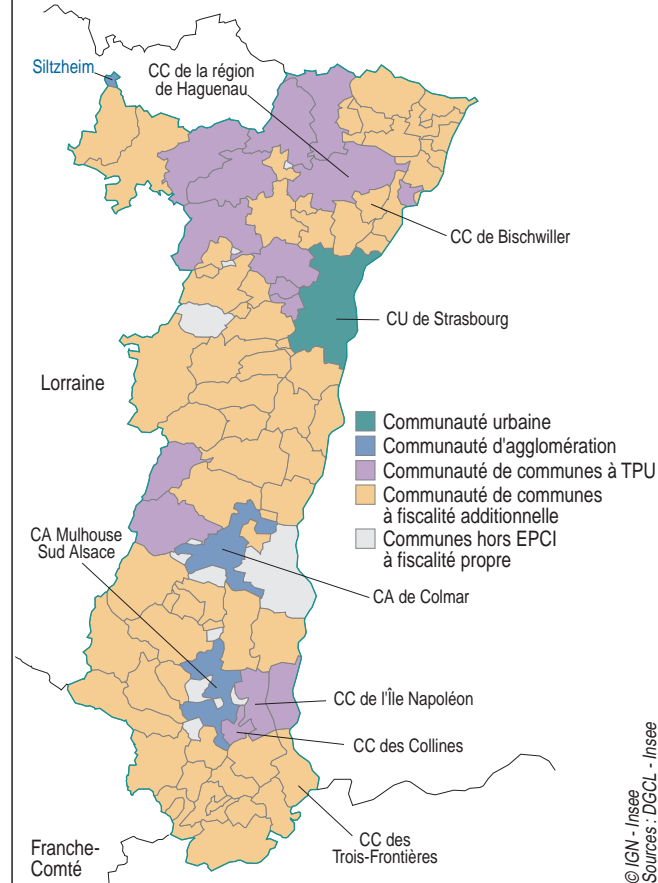 Siltzheim
CC de la région
de Haguenau
CC de Bischwiller
CU de Strasbourg
Lorraine
Communauté urbaine
Communauté d'agglomération
Communauté de communes à TPU
Communauté de communes
à fiscalité additionnelle
Communes hors EPCI
à fiscalité propre
CA Mulhouse
Sud Alsace
CA de Colmar
CC de l'Île Napoléon
CC des Collines
CC des
Trois-Frontières
Franche-
Comté
© IGN - Insee
Sources : DGCL - Insee